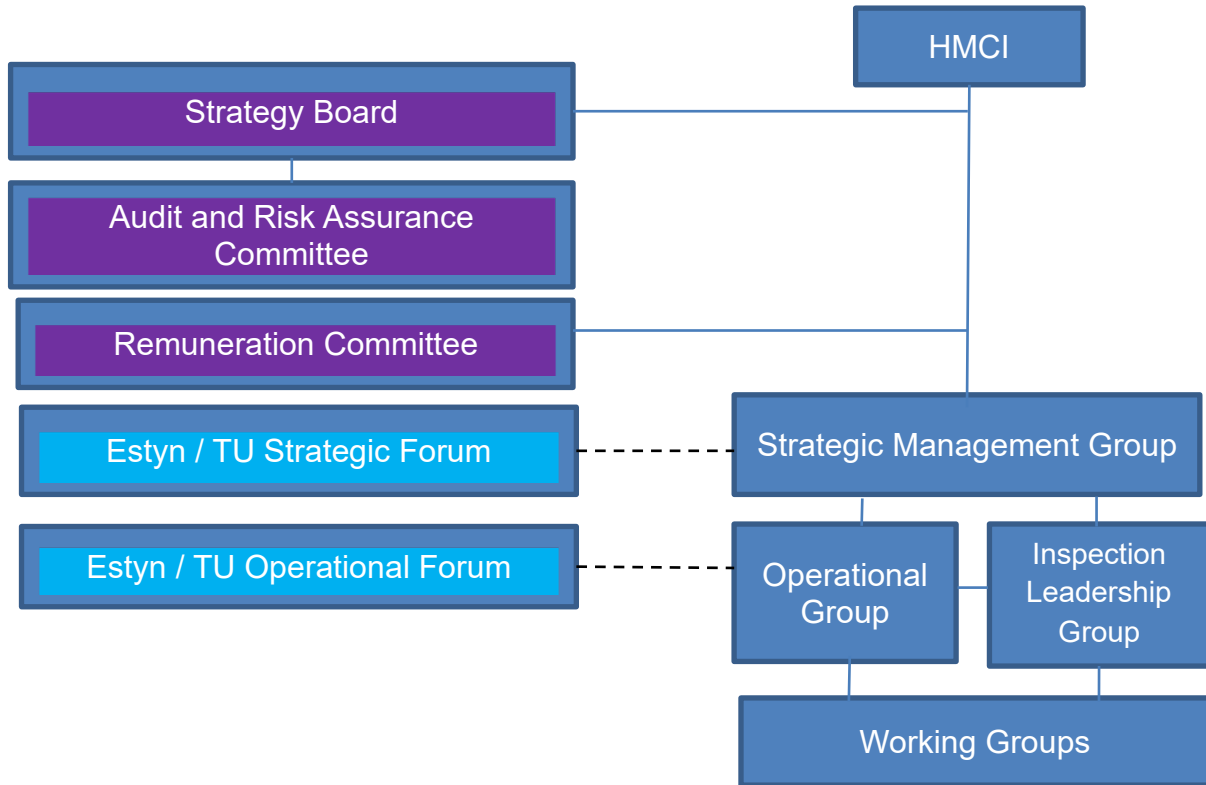 HMCI
Strategy Board
Audit and Risk Assurance
Committee
Remuneration Committee
Estyn / TU Strategic Forum
Strategic Management Group
Estyn / TU Operational Forum
Operational
Group
Inspection
Leadership
Group
Working Groups